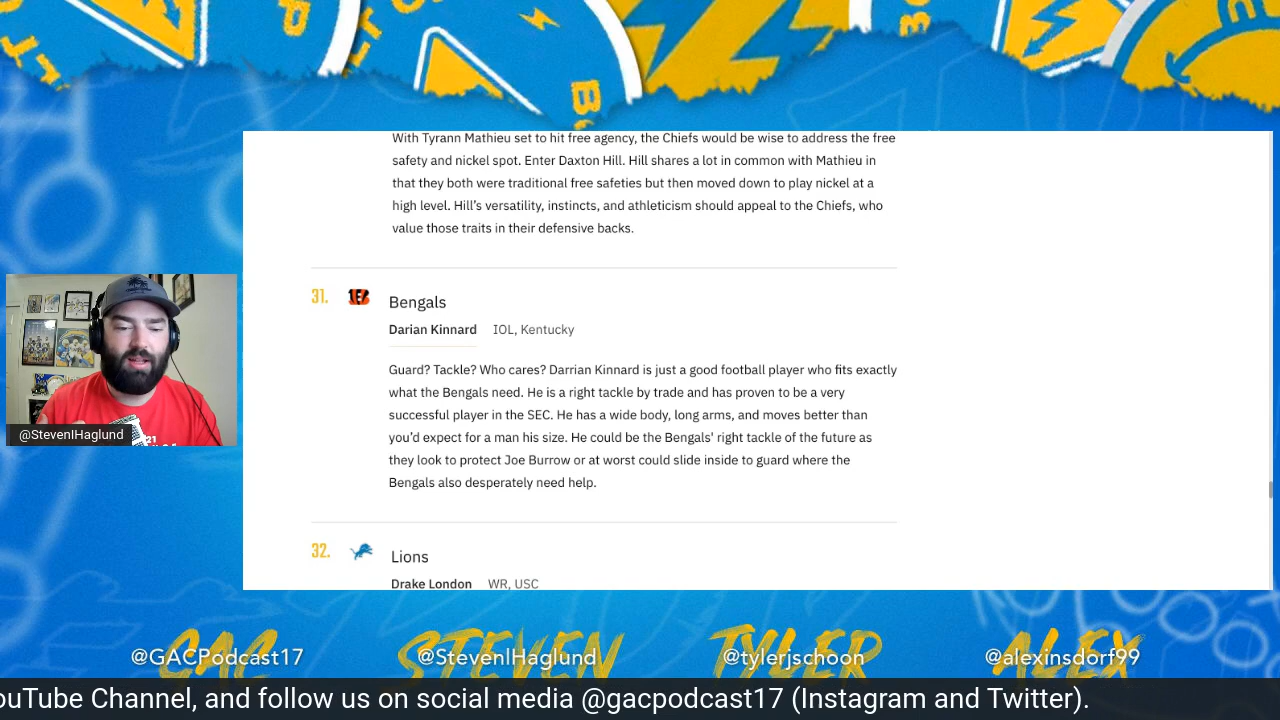 With Tyrann Mathieu set to hit free agency, the Chiefs would be wise to address the free
safety and nickel spot. Enter Daxton Hill. Hill shares a lot in common with Mathieu in
that they both were traditional free safeties but then moved down to play nickel at a
high level. Hill’s versatility, instincts, and athleticism should appeal to the Chiefs, who
value those traits in their defensive backs.
31. Bengals
Darian Kinnard IOL, Kentucky
Guard? Tackle? Who cares? Darrian Kinnard is just a good football player who fits exactly
what the Bengals need. He is a right tackle by trade and has proven to be a very
successful player in the SEC. He has a wide body, long arms, and moves better than
you’d expect for a man his size. He could be the Bengals' right tackle of the future as
they look to protect Joe Burrow or at worst could slide inside to guard where the
Bengals also desperately need help.
32. Lions
Drake London WR, USC
@StevenIHaglund
GAC STEVEN TYLER ALEX
@GACPodcast17 @StevenIHaglund @tylerjschoon @alexinsdorf99
ouTube Channel, and follow us on social media @gacpodcast17 (Instagram and Twitter).